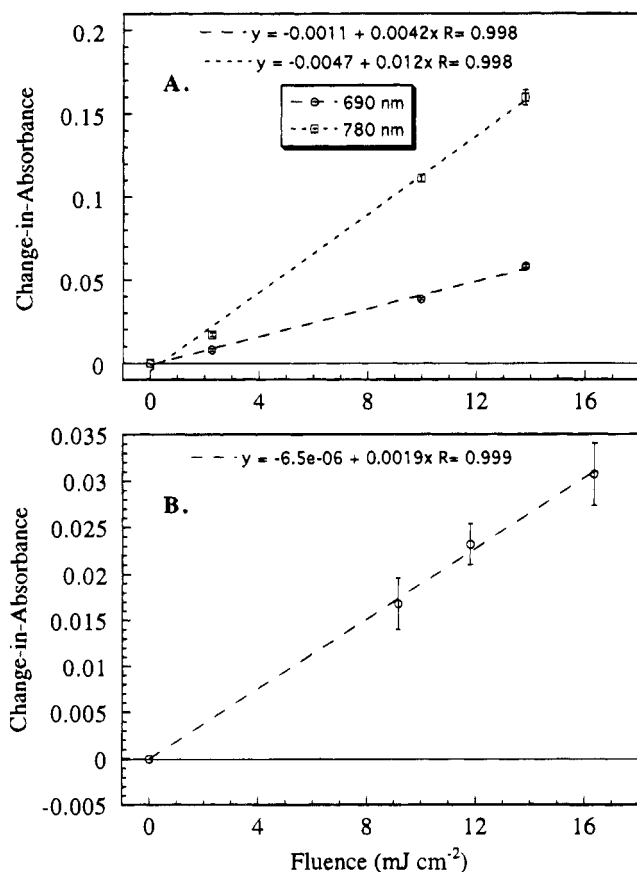 y = -0.0011 + 0.0042x R= 0.998
y = -0.0047 + 0.012x R= 0.998
A.
690 nm
780 nm
Change-in-Absorbance
0.2
0.15
0.1
0.05
0
0 4 8 12 16
y = -6.5e-06 + 0.0019x R= 0.999
B.
Change-in-Absorbance
0.035
0.03
0.025
0.02
0.015
0.01
0.005
0
-0.005
0 4 8 12 16
Fluence (mJ cm⁻²)